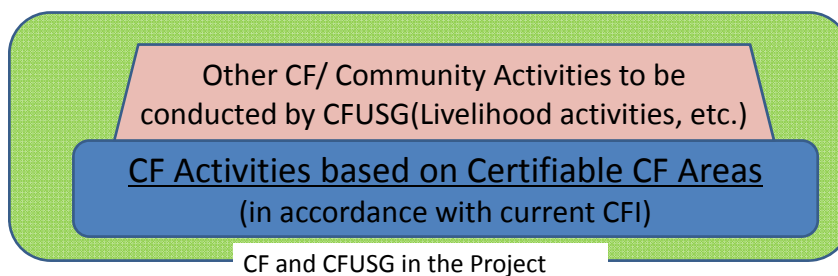 Other CF/ Community Activities to be
conducted by CFUSG(Livelihood activities, etc.)
CF Activities based on Certifiable CF Areas
(in accordance with current CFI)
CF and CFUSG in the Project